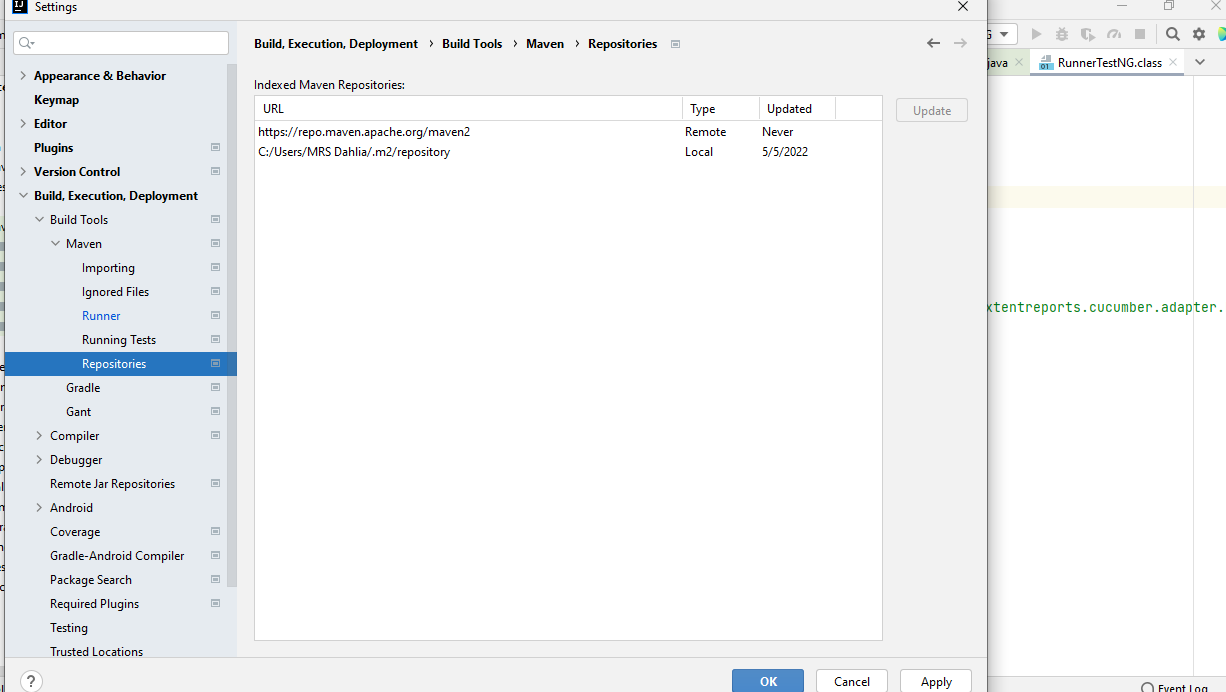 Settings
Build, Execution, Deployment › Build Tools › Maven › Repositories
Appearance & Behavior
Keymap
Editor
Plugins
Version Control
Build, Execution, Deployment
Build Tools
Maven
Importing
Ignored Files
Runner
Running Tests
Repositories
Gradle
Gant
Compiler
Debugger
Remote Jar Repositories
Android
Coverage
Gradle-Android Compiler
Package Search
Required Plugins
Testing
Trusted Locations
Indexed Maven Repositories:
URL Type Updated
https://repo.maven.apache.org/maven2 Remote Never
C:/Users/MRS Dahlia/.m2/repository Local 5/5/2022
Update
? OK Cancel Apply
java RunnerTestNG.class
xtentreports.cucumber.adapter.
Event Log